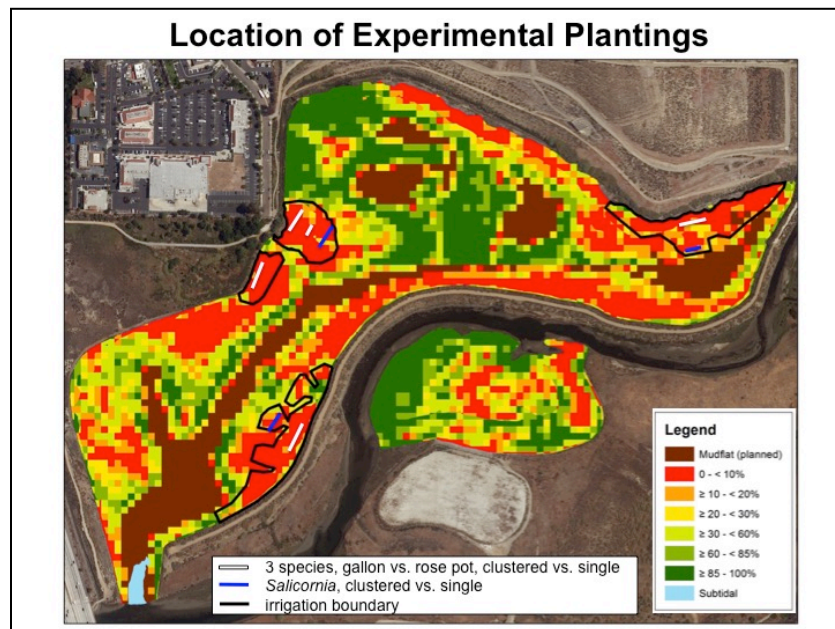 Location of Experimental Plantings
Legend
Mudflat (planned)
0 - < 10%
≥ 10 - < 20%
≥ 20 - < 30%
≥ 30 - < 60%
≥ 60 - < 85%
≥ 85 - 100%
Subtidal
3 species, gallon vs. rose pot, clustered vs. single
Salicornia, clustered vs. single
irrigation boundary